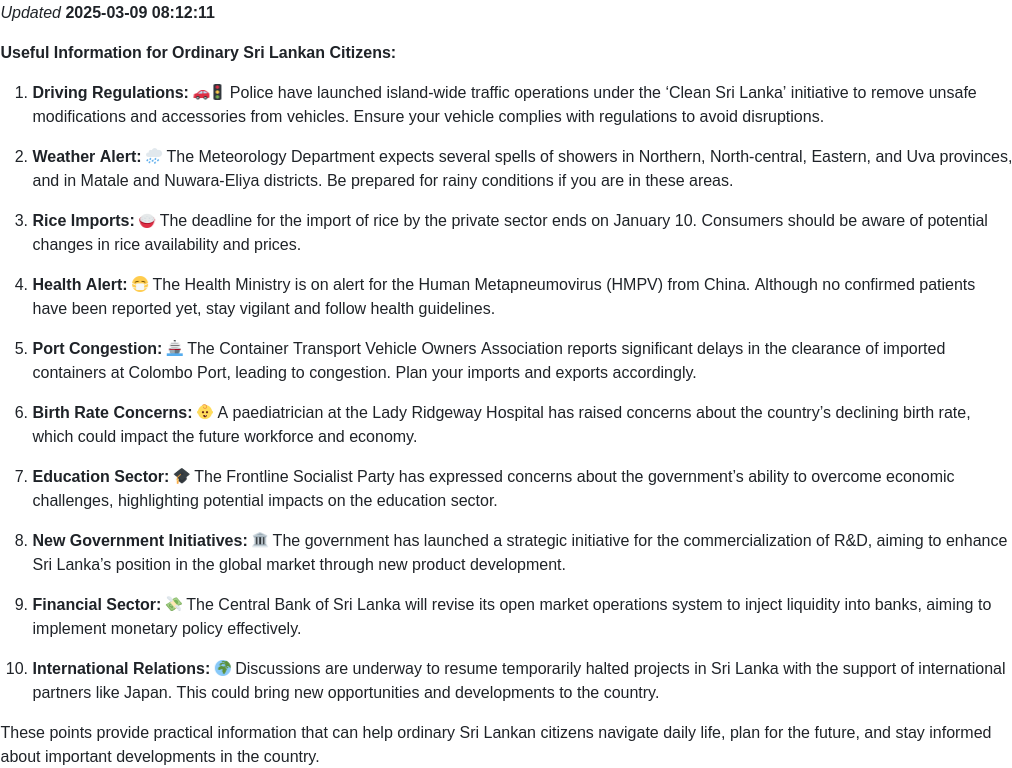 Updated 2025-03-09 08:12:11
Useful Information for Ordinary Sri Lankan Citizens:
1. Driving Regulations: 🚗🚦 Police have launched island-wide traffic operations under the ‘Clean Sri Lanka’ initiative to remove unsafe
modifications and accessories from vehicles. Ensure your vehicle complies with regulations to avoid disruptions.
2. Weather Alert: 🌧️ The Meteorology Department expects several spells of showers in Northern, North-central, Eastern, and Uva provinces,
and in Matale and Nuwara-Eliya districts. Be prepared for rainy conditions if you are in these areas.
3. Rice Imports: 🍚 The deadline for the import of rice by the private sector ends on January 10. Consumers should be aware of potential
changes in rice availability and prices.
4. Health Alert: 😷 The Health Ministry is on alert for the Human Metapneumovirus (HMPV) from China. Although no confirmed patients
have been reported yet, stay vigilant and follow health guidelines.
5. Port Congestion: 🚢 The Container Transport Vehicle Owners Association reports significant delays in the clearance of imported
containers at Colombo Port, leading to congestion. Plan your imports and exports accordingly.
6. Birth Rate Concerns: 👶 A paediatrician at the Lady Ridgeway Hospital has raised concerns about the country’s declining birth rate,
which could impact the future workforce and economy.
7. Education Sector: 🎓 The Frontline Socialist Party has expressed concerns about the government’s ability to overcome economic
challenges, highlighting potential impacts on the education sector.
8. New Government Initiatives: 🏛️ The government has launched a strategic initiative for the commercialization of R&D, aiming to enhance
Sri Lanka’s position in the global market through new product development.
9. Financial Sector: 💸 The Central Bank of Sri Lanka will revise its open market operations system to inject liquidity into banks, aiming to
implement monetary policy effectively.
10. International Relations: 🌍 Discussions are underway to resume temporarily halted projects in Sri Lanka with the support of international
partners like Japan. This could bring new opportunities and developments to the country.
These points provide practical information that can help ordinary Sri Lankan citizens navigate daily life, plan for the future, and stay informed
about important developments in the country.